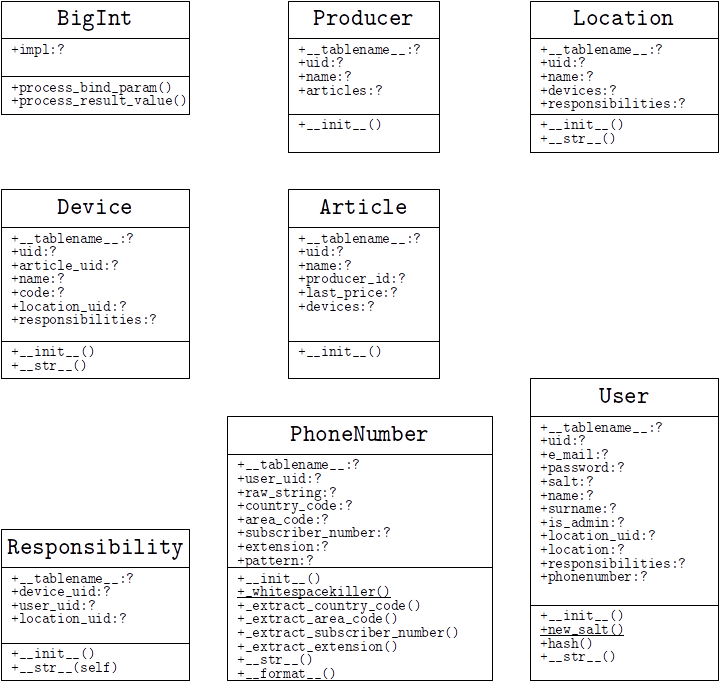 BigInt
+impl:?
+process_bind_param()
+process_result_value()
Producer
+__tablename__:?
+uid:?
+name:?
+articles:?
+__init__()
Location
+__tablename__:?
+uid:?
+name:?
+devices:?
+responsibilities:?
+__init__()
+__str__()
Device
+__tablename__:?
+uid:?
+article_uid:?
+name:?
+code:?
+location_uid:?
+responsibilities:?
+__init__()
+__str__()
Article
+__tablename__:?
+uid:?
+name:?
+producer_id:?
+last_price:?
+devices:?
+__init__()
User
+__tablename__:?
+uid:?
+e_mail:?
+password:?
+salt:?
+name:?
+surname:?
+is_admin:?
+location_uid:?
+location:?
+responsibilities:?
+phonenumber:?
+__init__()
+new_salt()
+hash()
+__str__()
PhoneNumber
+__tablename__:?
+user_uid:?
+raw_string:?
+country_code:?
+area_code:?
+subscriber_number:?
+extension:?
+pattern:?
+__init__()
+_whitespacekiller()
+_extract_country_code()
+_extract_area_code()
+_extract_subscriber_number()
+_extract_extension()
+__str__()
+__format__()
Responsibility
+__tablename__:?
+device_uid:?
+user_uid:?
+location_uid:?
+__init__()
+__str__(self)